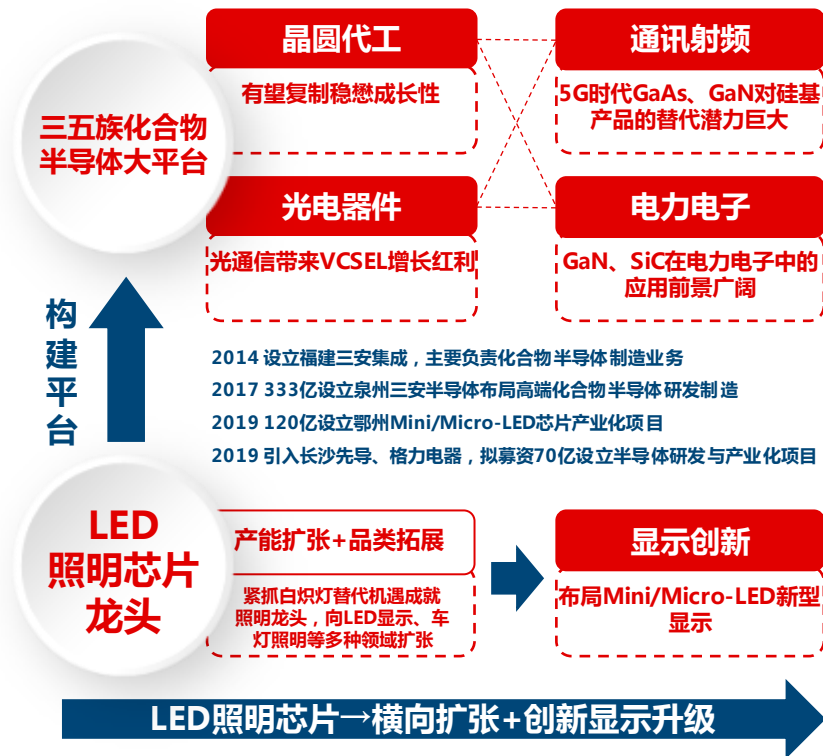 三五族化合物
半导体大平台
晶圆代工
有望复制稳懋成长性
通讯射频
5G时代GaAs、GaN对硅基
产品的替代潜力巨大
光电器件
光通信带来VCSEL增长红利
电力电子
GaN、SiC在电力电子中的
应用前景广阔
构
建
平
台
2014 设立福建三安集成，主要负责化合物半导体制造业务
2017 333亿设立泉州三安半导体布局高端化合物半导体研发制造
2019 120亿设立鄂州Mini/Micro-LED芯片产业化项目
2019 引入长沙先导、格力电器，拟募资70亿设立半导体研发与产业化项目
LED
照明芯片
龙头
产能扩张+品类拓展
紧抓白炽灯替代机遇成就
照明龙头，向LED显示、车
灯照明等多种领域扩张
显示创新
布局Mini/Micro-LED新型
显示
LED照明芯片→横向扩张+创新显示升级